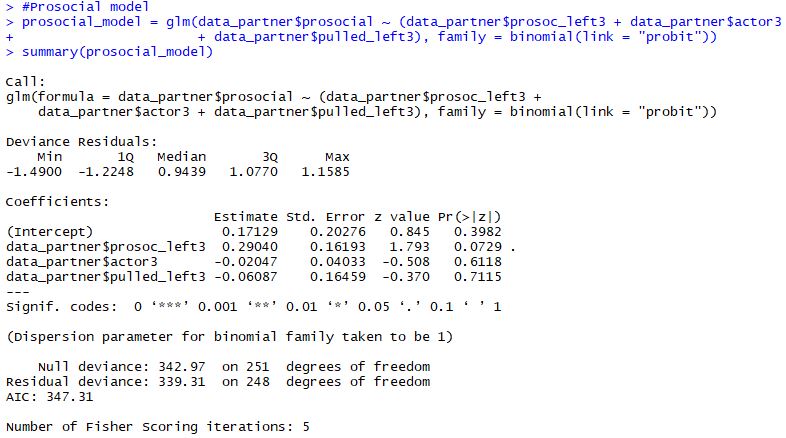 > #Prosocial model
> prosocial_model = glm(data_partner$prosocial ~ (data_partner$prosoc_left3 + data_partner$actor3
+ + data_partner$pulled_left3), family = binomial(link = "probit"))
> summary(prosocial_model)
Call:
glm(formula = data_partner$prosocial ~ (data_partner$prosoc_left3 +
data_partner$actor3 + data_partner$pulled_left3), family = binomial(link = "probit"))
Deviance Residuals:
Min 1Q Median 3Q Max
-1.4900 -1.2248 0.9439 1.0770 1.1585
Coefficients:
Estimate Std. Error z value Pr(>|z|)
(Intercept) 0.17129 0.20276 0.845 0.3982
data_partner$prosoc_left3 0.29040 0.16193 1.793 0.0729 .
data_partner$actor3 -0.02047 0.04033 -0.508 0.6118
data_partner$pulled_left3 -0.06087 0.16459 -0.370 0.7115
---
Signif. codes: 0 ‘***’ 0.001 ‘**’ 0.01 ‘*’ 0.05 ‘.’ 0.1 ‘ ’ 1
(Dispersion parameter for binomial family taken to be 1)
Null deviance: 342.97 on 251 degrees of freedom
Residual deviance: 339.31 on 248 degrees of freedom
AIC: 347.31
Number of Fisher Scoring iterations: 5